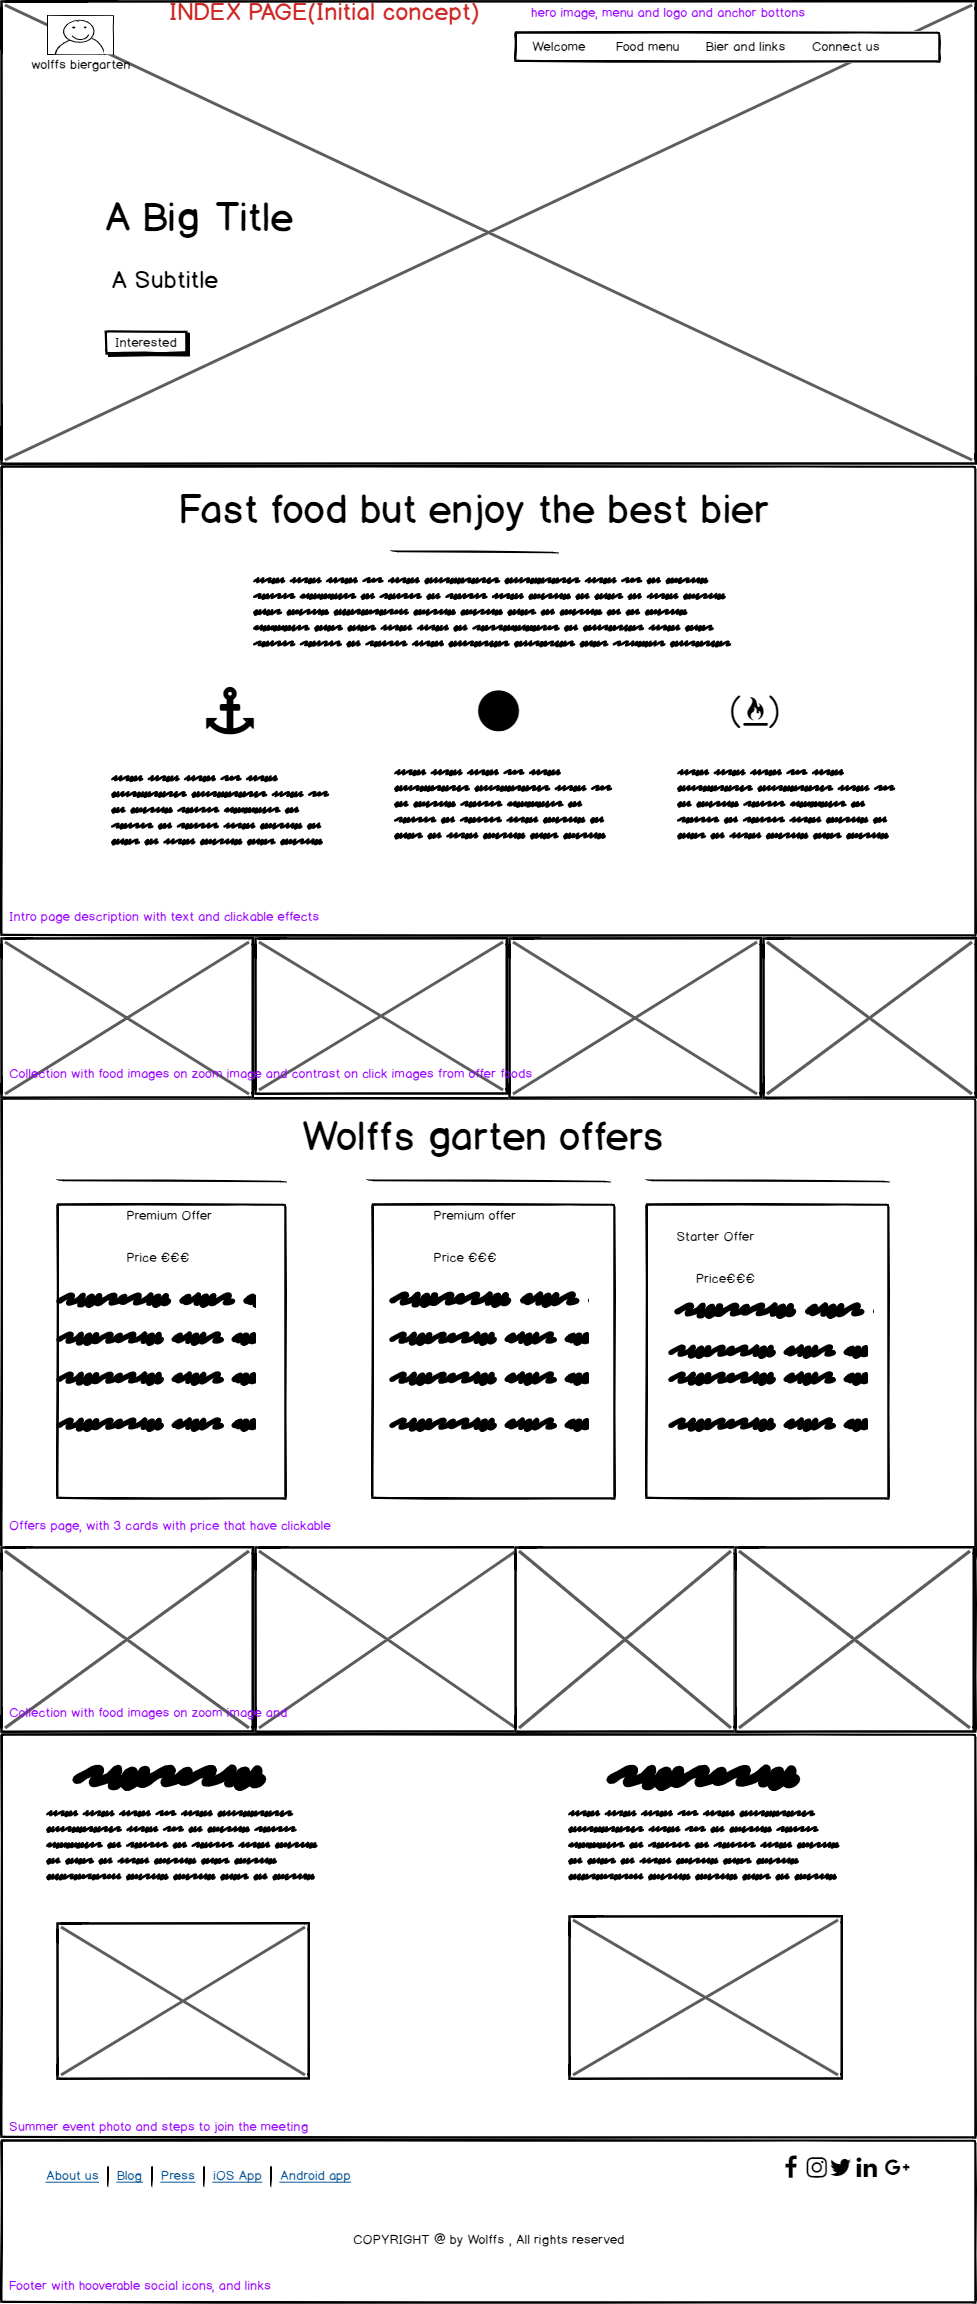 INDEX PAGE(Initial concept)
hero image, menu and logo and anchor bottons
wolffs biergarten
Welcome Food menu Bier and links Connect us
A Big Title
A Subtitle
Interested
Fast food but enjoy the best bier
Intro page description with text and clickable effects
Collection with food images on zoom image and contrast on click images from offer foods
Wolffs garten offers
Premium Offer
Price €€€
Premium offer
Price €€€
Starter Offer
Price€€€
Offers page, with 3 cards with price that have clickable
Collection with food images on zoom image and
Summer event photo and steps to join the meeting
About us Blog Press iOS App Android app
COPYRIGHT @ by Wolffs , All rights reserved
Footer with hooverable social icons, and links